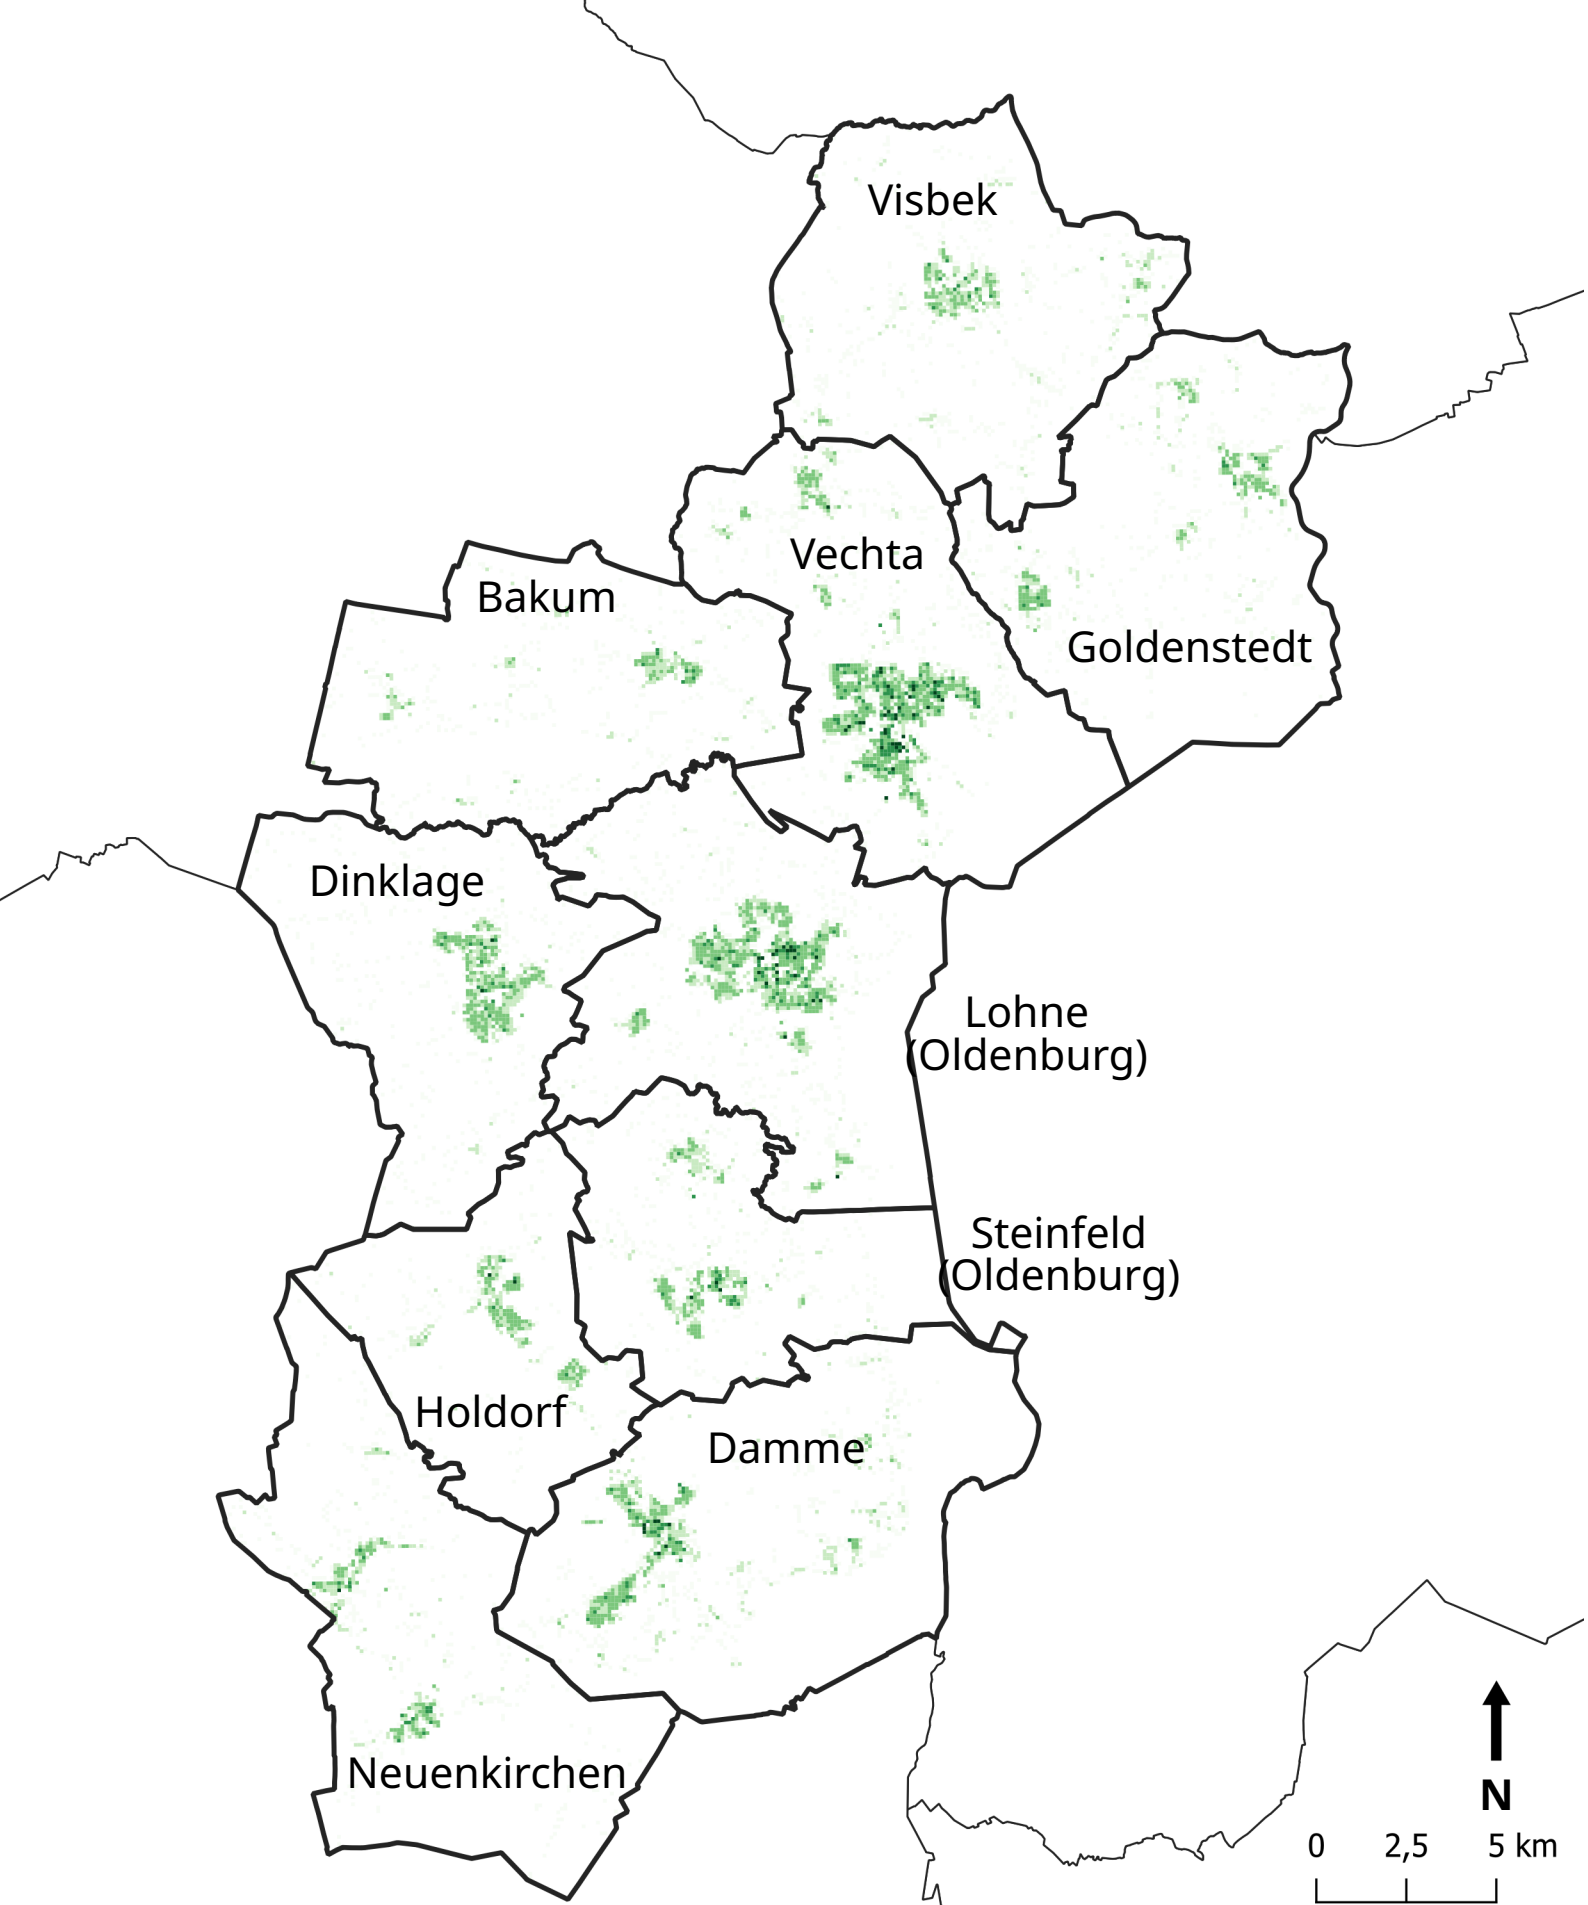 Visbek
Vechta
Bakum
Goldenstedt
Dinklage
Lohne
(Oldenburg)
Steinfeld
(Oldenburg)
Holdorf
Damme
Neuenkirchen
N
0 2,5 5 km